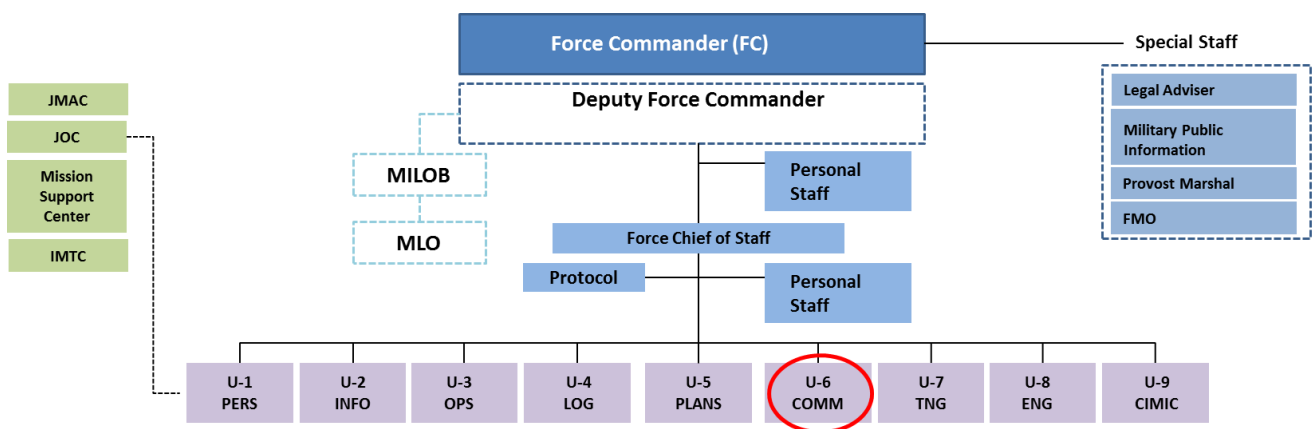 Force Commander (FC)
Special Staff
Deputy Force Commander
Legal Adviser
Military Public
Information
Provost Marshal
FMO
JMAC
JOC
Mission
Support
Center
IMTC
MILOB
MLO
Personal
Staff
Force Chief of Staff
Protocol
Personal
Staff
U-1
PERS
U-2
INFO
U-3
OPS
U-4
LOG
U-5
PLANS
U-6
COMM
U-7
TNG
U-8
ENG
U-9
CIMIC